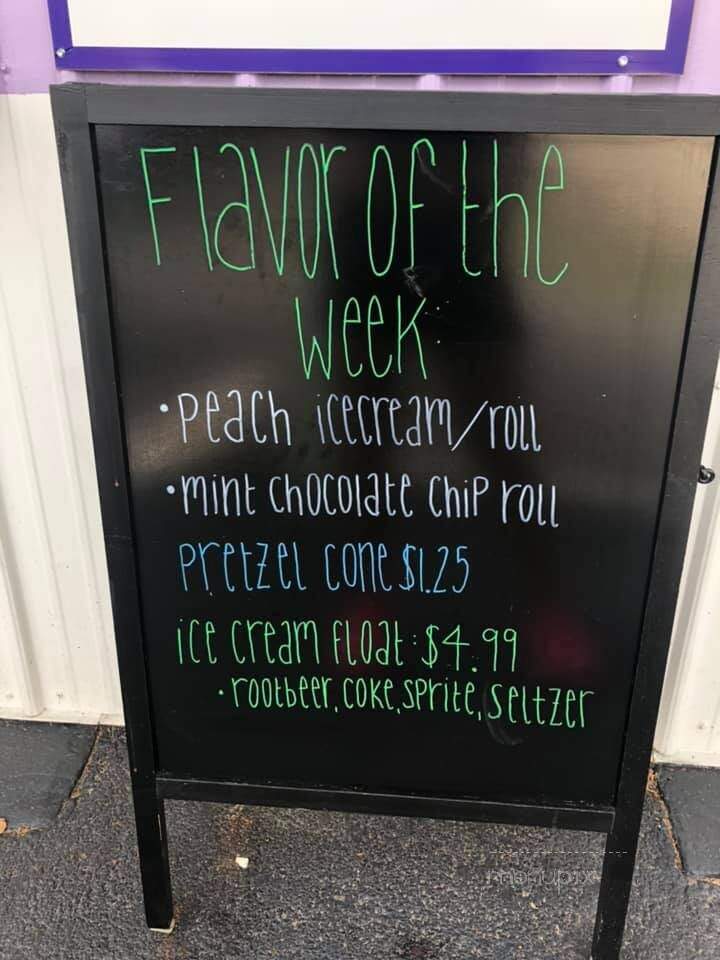 Flavor of the
week:
• peach icecream/roll
• mint chocolate chip roll
pretzel cone $1.25
ice cream float: $4.99
• rootbeer, coke, sprite, seltzer